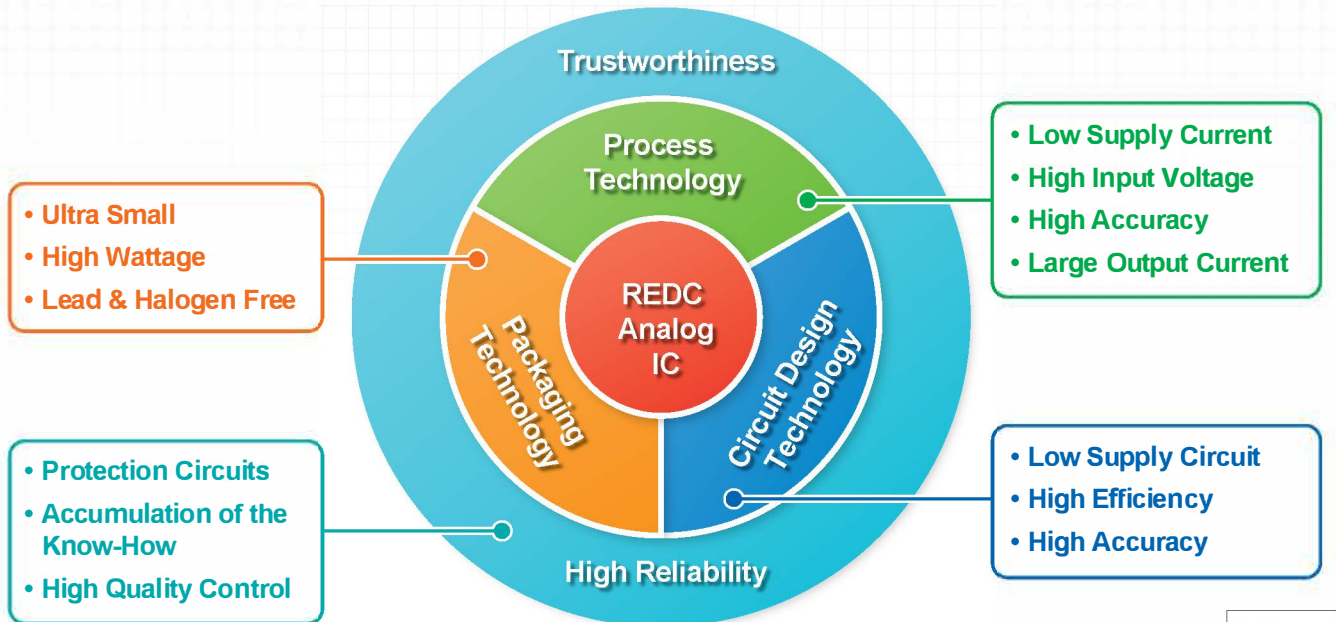 Trustworthiness
Process
Technology
• Low Supply Current
• High Input Voltage
• High Accuracy
• Large Output Current
• Ultra Small
• High Wattage
• Lead & Halogen Free
REDC
Analog
IC
Packaging
Technology
Circuit Design
Technology
• Protection Circuits
• Accumulation of the
Know-How
• High Quality Control
• Low Supply Circuit
• High Efficiency
• High Accuracy
High Reliability